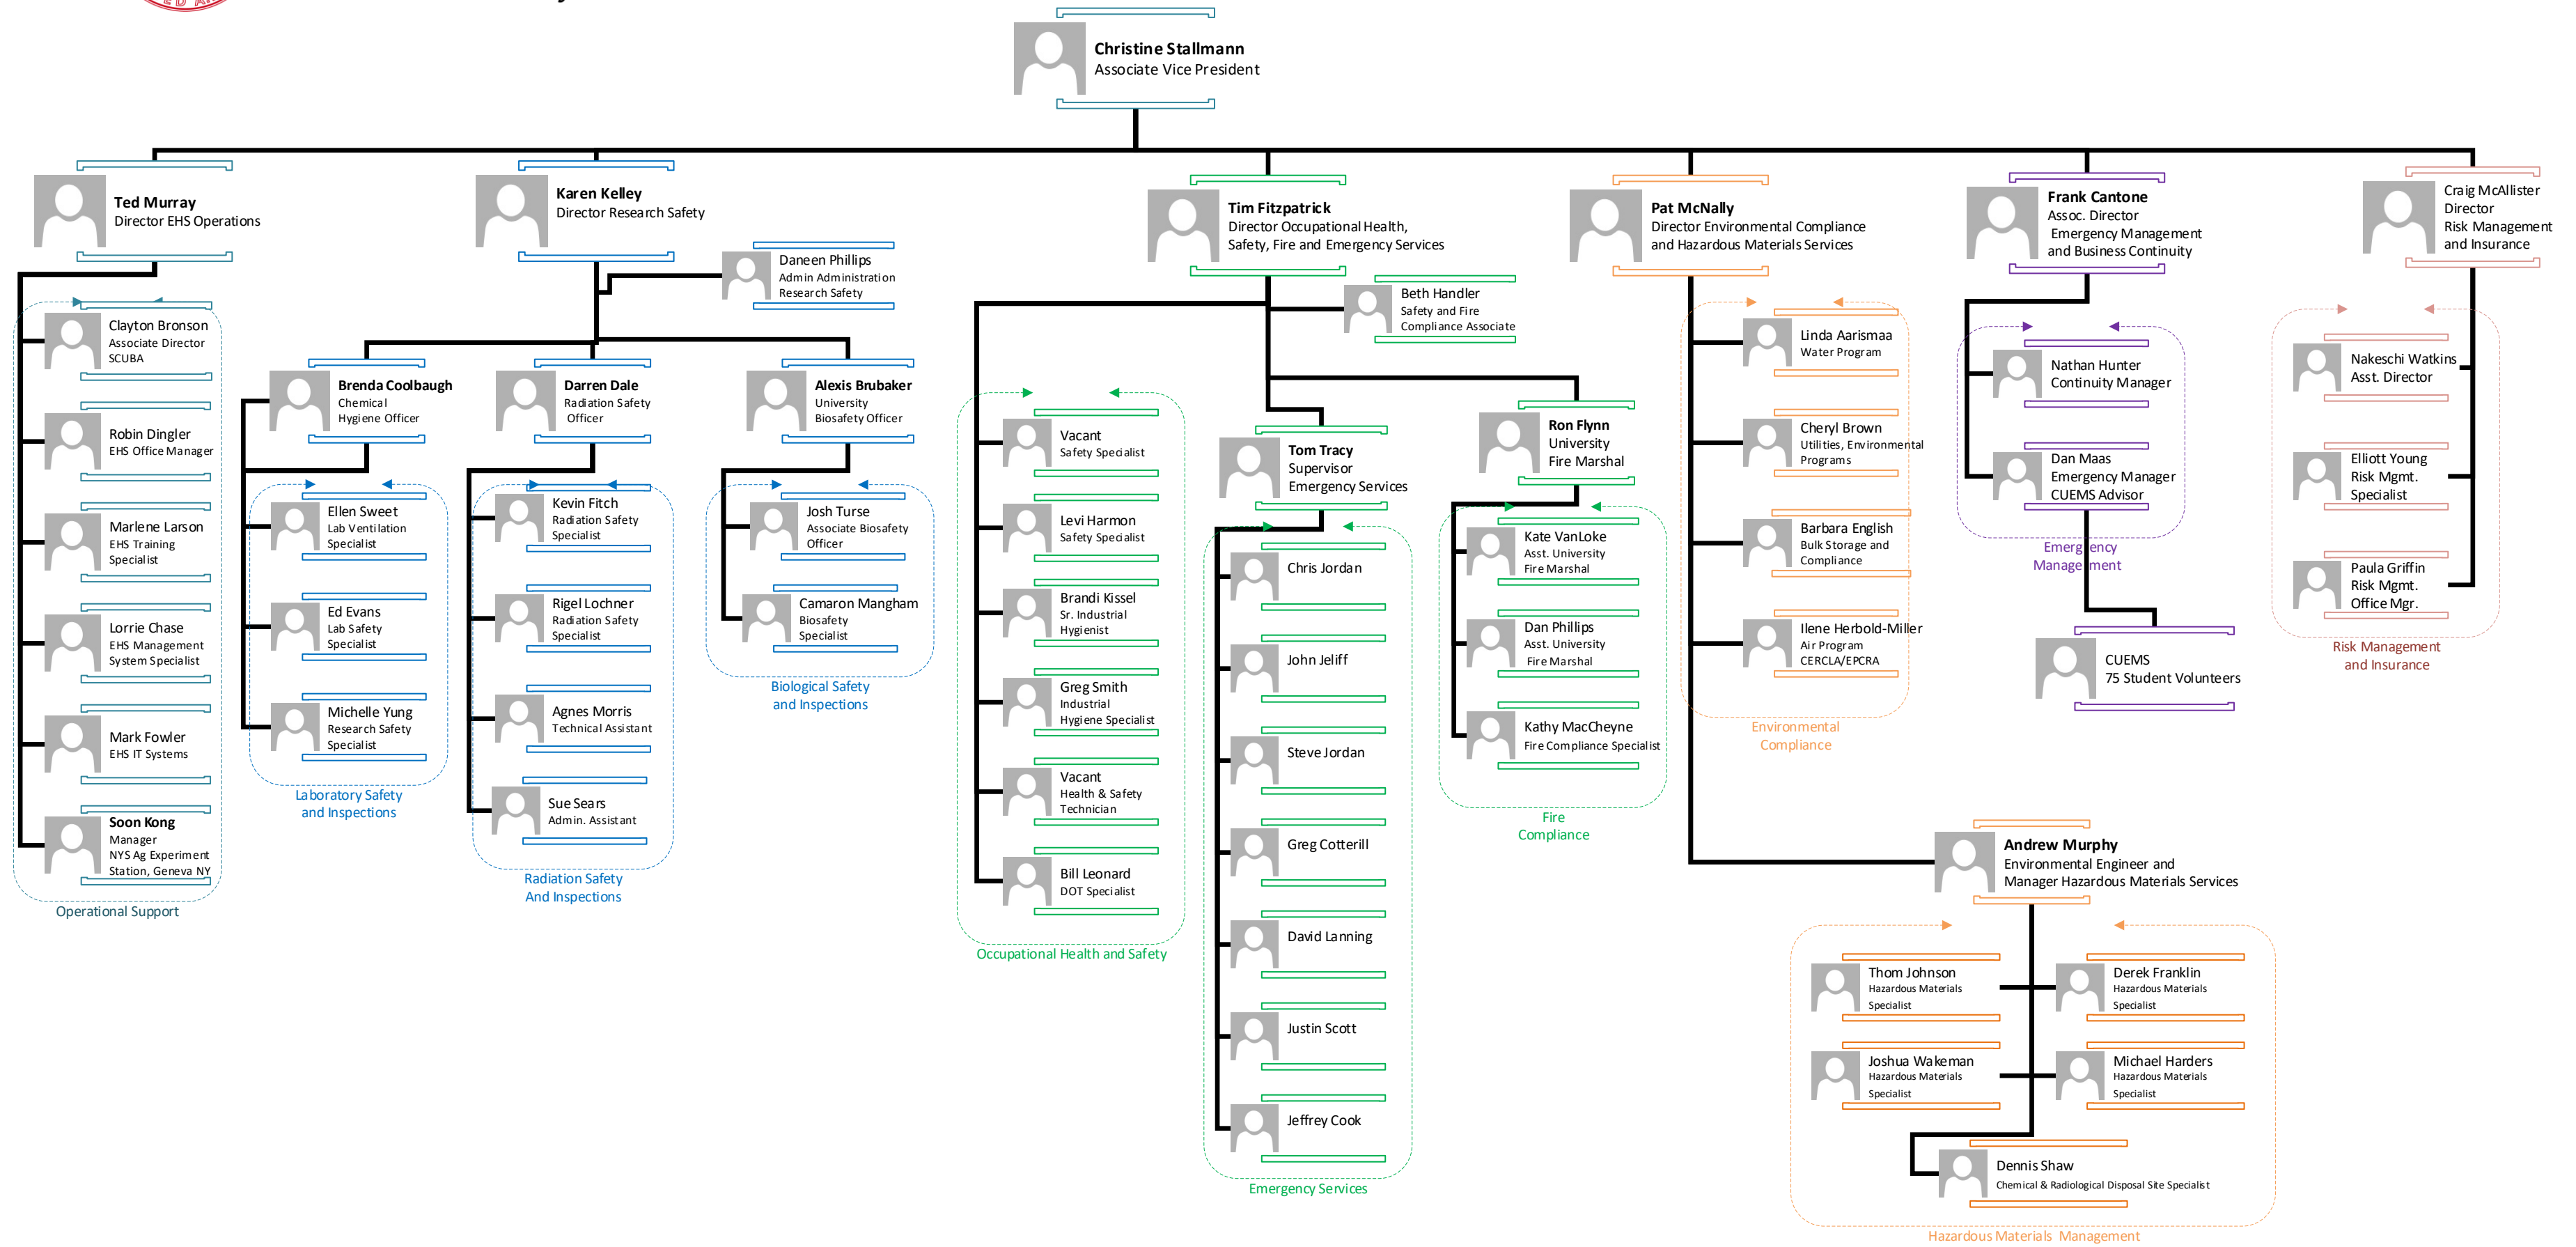 Christine Stallmann
Associate Vice President
Ted Murray
Director EHS Operations
Clayton Bronson
Associate Director
SCUBA
Robin Dingler
EHS Office Manager
Marlene Larson
EHS Training
Specialist
Lorrie Chase
EHS Management
System Specialist
Mark Fowler
EHS IT Systems
Soon Kong
Manager
NYS Ag Experiment
Station, Geneva NY
Operational Support
Karen Kelley
Director Research Safety
Daneen Phillips
Admin Administration
Research Safety
Brenda Coolbaugh
Chemical
Hygiene Officer
Ellen Sweet
Lab Ventilation
Specialist
Ed Evans
Lab Safety
Specialist
Michelle Yung
Research Safety
Specialist
Laboratory Safety
and Inspections
Darren Dale
Radiation Safety
Officer
Kevin Fitch
Radiation Safety
Specialist
Rigel Lochner
Radiation Safety
Specialist
Agnes Morris
Technical Assistant
Sue Sears
Admin. Assistant
Radiation Safety
And Inspections
Alexis Brubaker
University
Biosafety Officer
Josh Turse
Associate Biosafety
Officer
Camaron Mangham
Biosafety
Specialist
Biological Safety
and Inspections
Tim Fitzpatrick
Director Occupational Health,
Safety, Fire and Emergency Services
Beth Handler
Safety and Fire
Compliance Associate
Vacant
Safety Specialist
Levi Harmon
Safety Specialist
Brandi Kissel
Sr. Industrial
Hygienist
Greg Smith
Industrial
Hygiene Specialist
Vacant
Health & Safety
Technician
Bill Leonard
DOT Specialist
Occupational Health and Safety
Tom Tracy
Supervisor
Emergency Services
Chris Jordan
John Jeliff
Steve Jordan
Greg Cotterill
David Lanning
Justin Scott
Jeffrey Cook
Emergency Services
Ron Flynn
University
Fire Marshal
Kate VanLoke
Asst. University
Fire Marshal
Dan Phillips
Asst. University
Fire Marshal
Kathy MacCheyne
Fire Compliance Specialist
Fire
Compliance
Pat McNally
Director Environmental Compliance
and Hazardous Materials Services
Linda Aarismaa
Water Program
Cheryl Brown
Utilities, Environmental
Programs
Barbara English
Bulk Storage and
Compliance
Ilene Herbold-Miller
Air Program
CERCLA/EPCRA
Environmental
Compliance
Andrew Murphy
Environmental Engineer and
Manager Hazardous Materials Services
Thom Johnson
Hazardous Materials
Specialist
Derek Franklin
Hazardous Materials
Specialist
Joshua Wakeman
Hazardous Materials
Specialist
Michael Harders
Hazardous Materials
Specialist
Dennis Shaw
Chemical & Radiological Disposal Site Specialist
Hazardous Materials Management
Frank Cantone
Assoc. Director
Emergency Management
and Business Continuity
Nathan Hunter
Continuity Manager
Dan Maas
Emergency Manager
CUEMS Advisor
Emergency
Management
CUEMS
75 Student Volunteers
Craig McAllister
Director
Risk Management
and Insurance
Nakeschi Watkins
Asst. Director
Elliott Young
Risk Mgmt.
Specialist
Paula Griffin
Risk Mgmt.
Office Mgr.
Risk Management
and Insurance